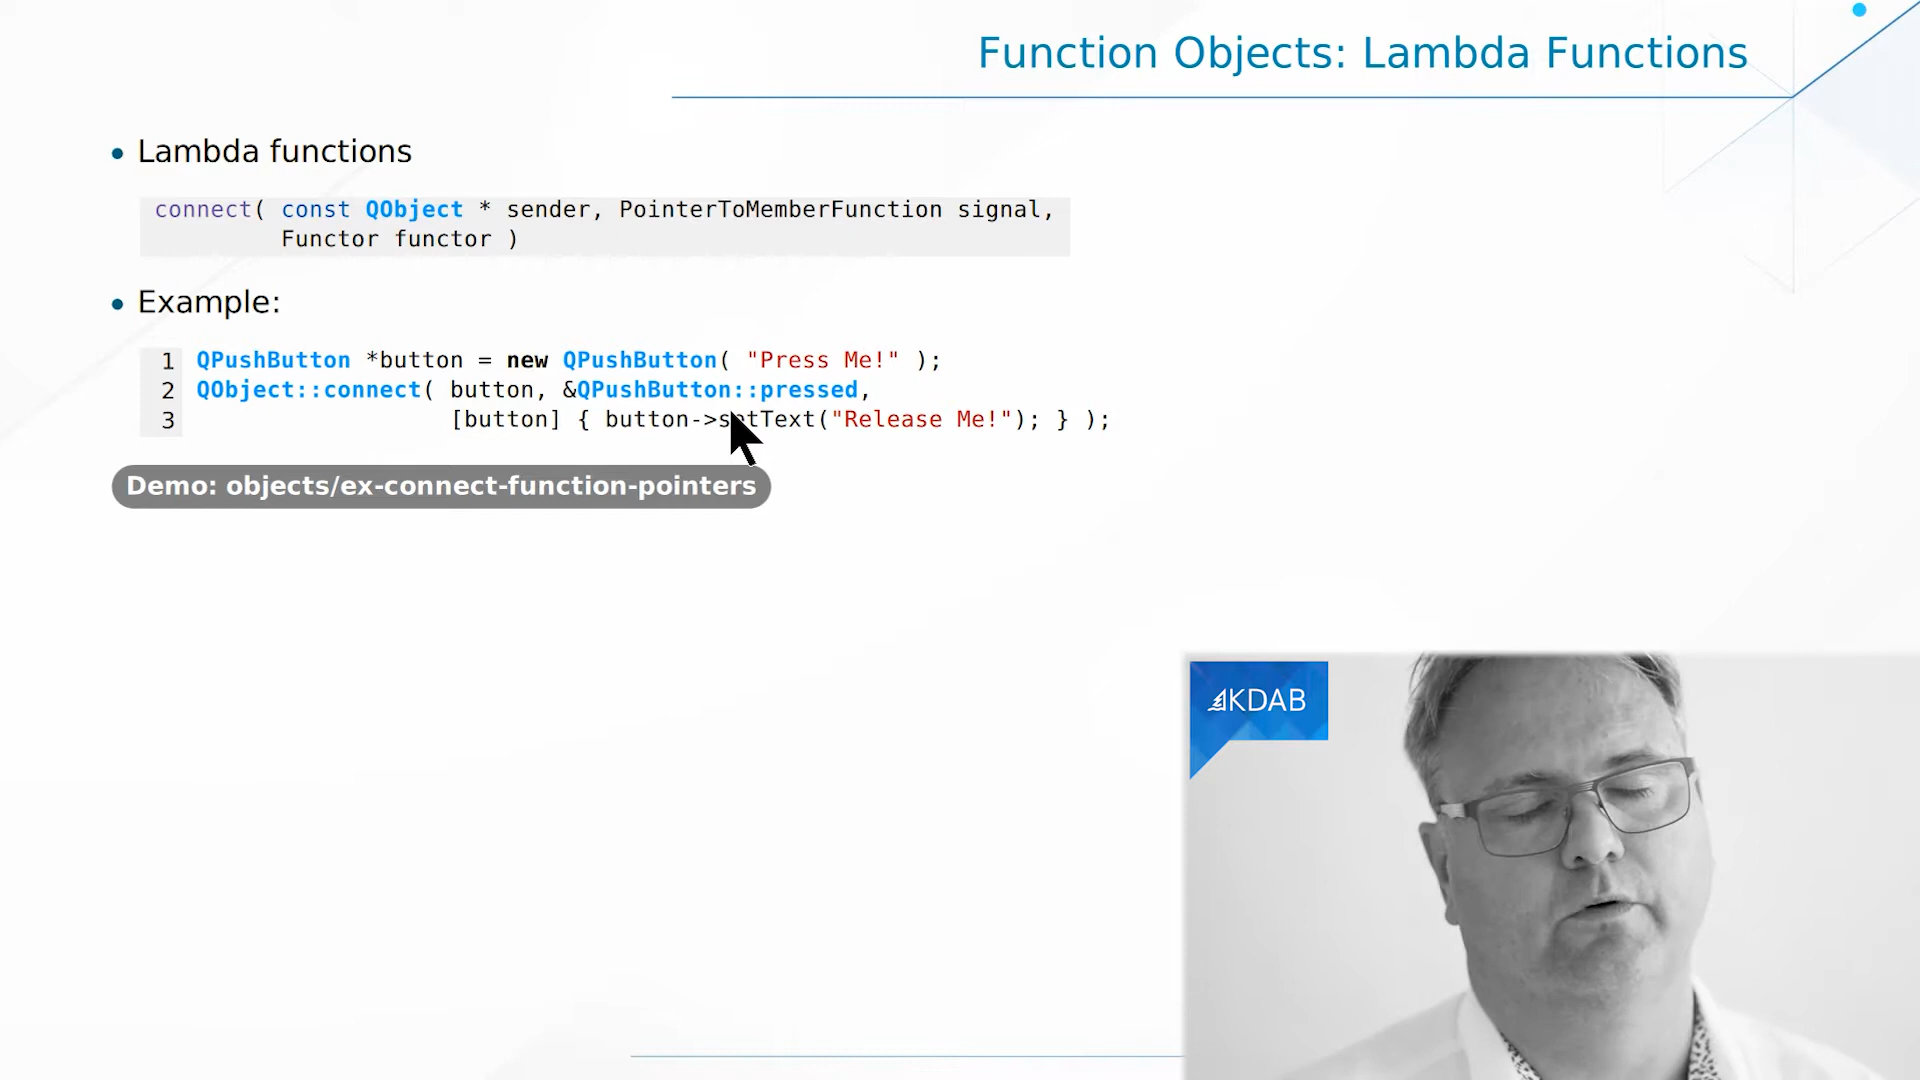 Function Objects: Lambda Functions
Lambda functions
connect( const QObject * sender, PointerToMemberFunction signal,
Functor functor )
Example:
1 QPushButton *button = new QPushButton( "Press Me!" );
2 QObject::connect( button, &QPushButton::pressed,
3 [button] { button->setText("Release Me!"); } );
Demo: objects/ex-connect-function-pointers
KDAB